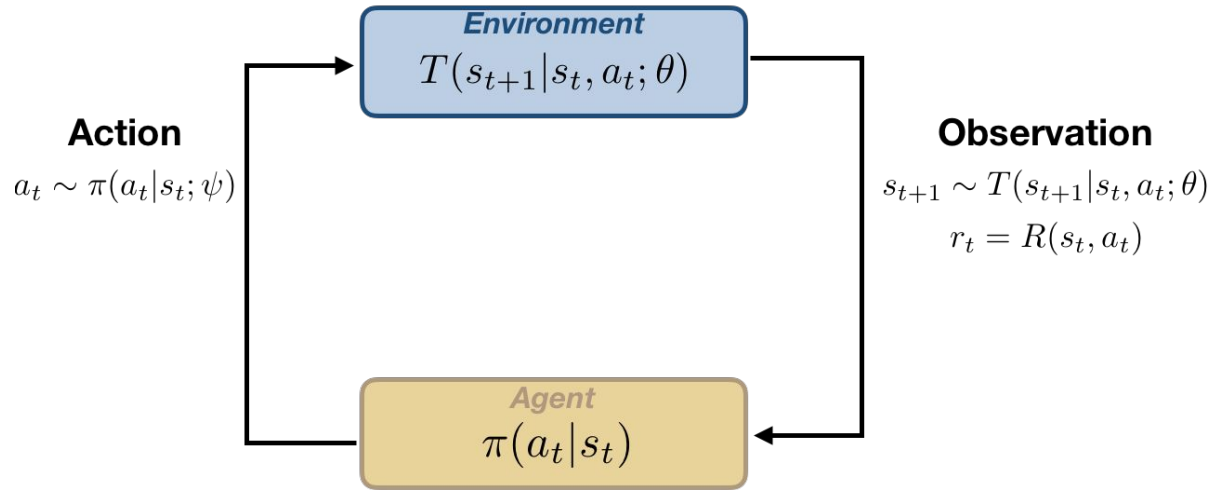 Environment
T(s_{t+1}|s_t, a_t; θ)
Action
a_t ∼ π(a_t|s_t; ψ)
Observation
s_{t+1} ∼ T(s_{t+1}|s_t, a_t; θ)
r_t = R(s_t, a_t)
Agent
π(a_t|s_t)